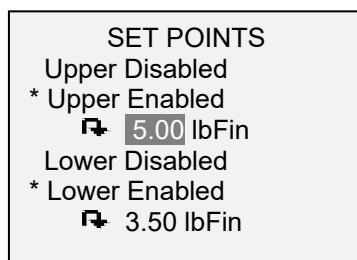 SET POINTS
Upper Disabled
* Upper Enabled
5.00 lbFin
Lower Disabled
* Lower Enabled
3.50 lbFin